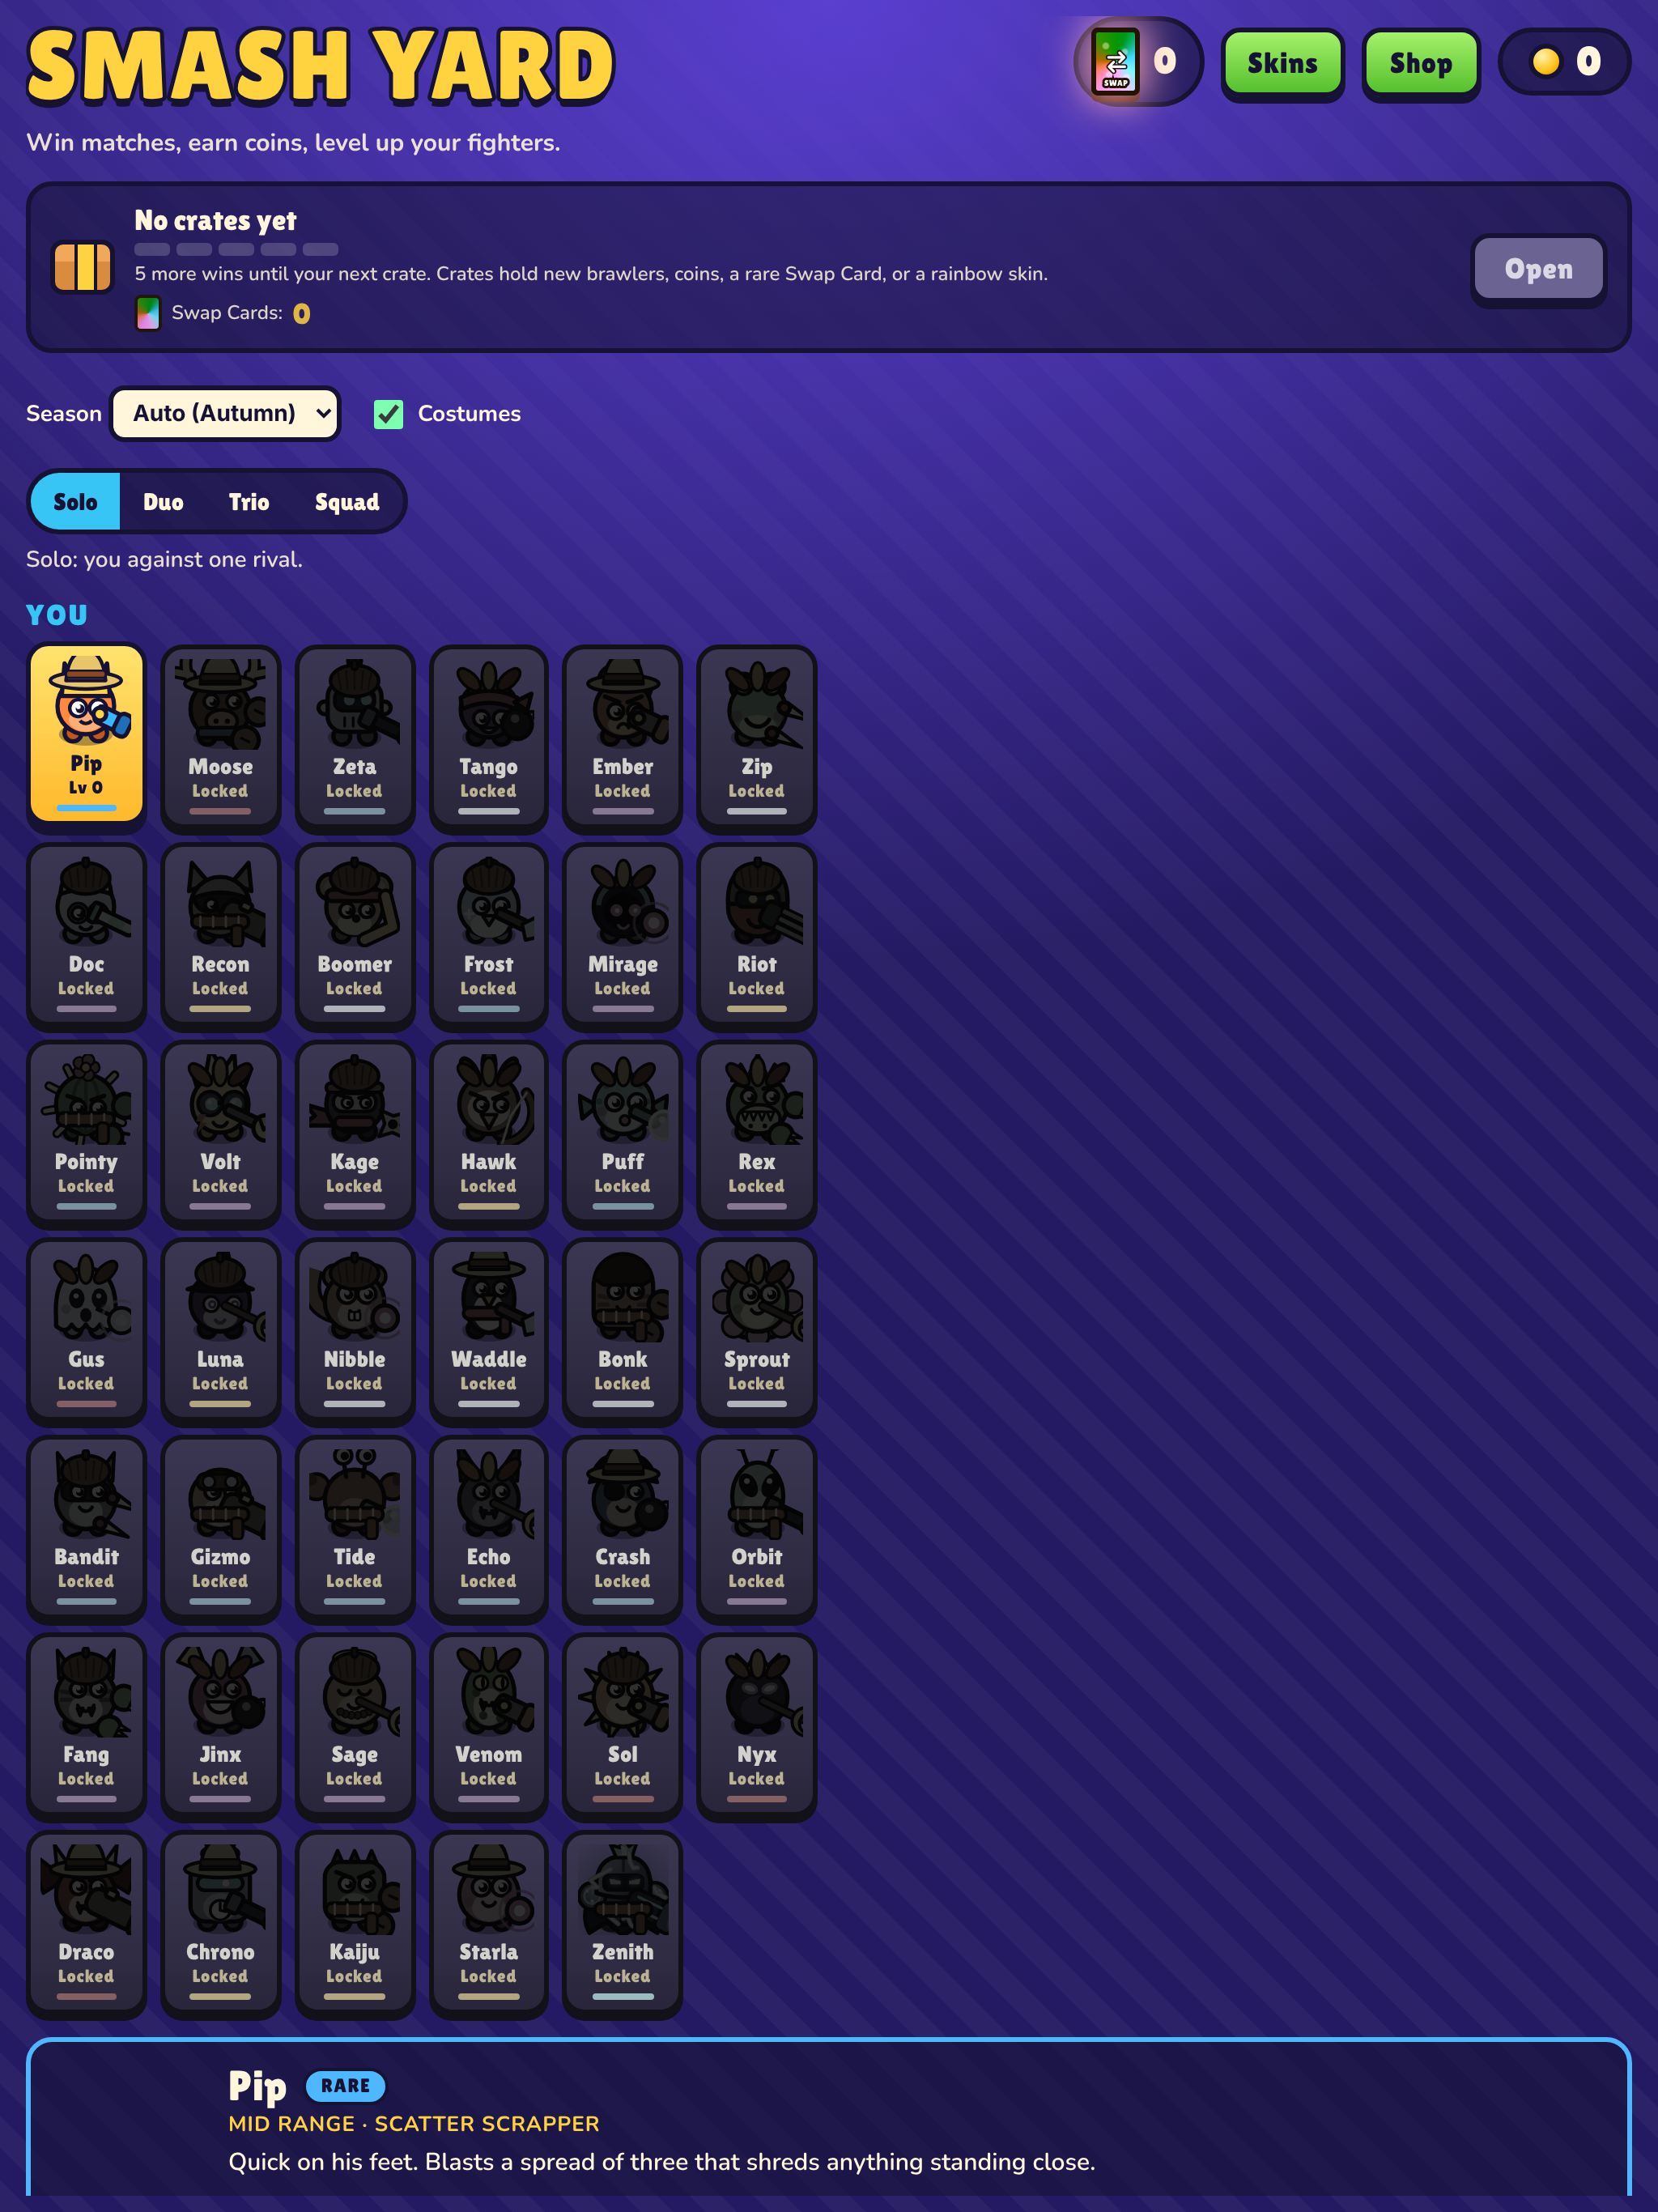 SMASH YARD
SWAP
0
Skins
Shop
0
Win matches, earn coins, level up your fighters.
No crates yet
5 more wins until your next crate. Crates hold new brawlers, coins, a rare Swap Card, or a rainbow skin.
Swap Cards: 0
Open
Season Auto (Autumn) Costumes
Solo Duo Trio Squad
Solo: you against one rival.
YOU
Pip Moose Zeta Tango Ember Zip
Lv 0 Locked Locked Locked Locked Locked
Doc Recon Boomer Frost Mirage Riot
Locked Locked Locked Locked Locked Locked
Pointy Volt Kage Hawk Puff Rex
Locked Locked Locked Locked Locked Locked
Gus Luna Nibble Waddle Bonk Sprout
Locked Locked Locked Locked Locked Locked
Bandit Gizmo Tide Echo Crash Orbit
Locked Locked Locked Locked Locked Locked
Fang Jinx Sage Venom Sol Nyx
Locked Locked Locked Locked Locked Locked
Draco Chrono Kaiju Starla Zenith
Locked Locked Locked Locked Locked
Pip RARE
MID RANGE · SCATTER SCRAPPER
Quick on his feet. Blasts a spread of three that shreds anything standing close.